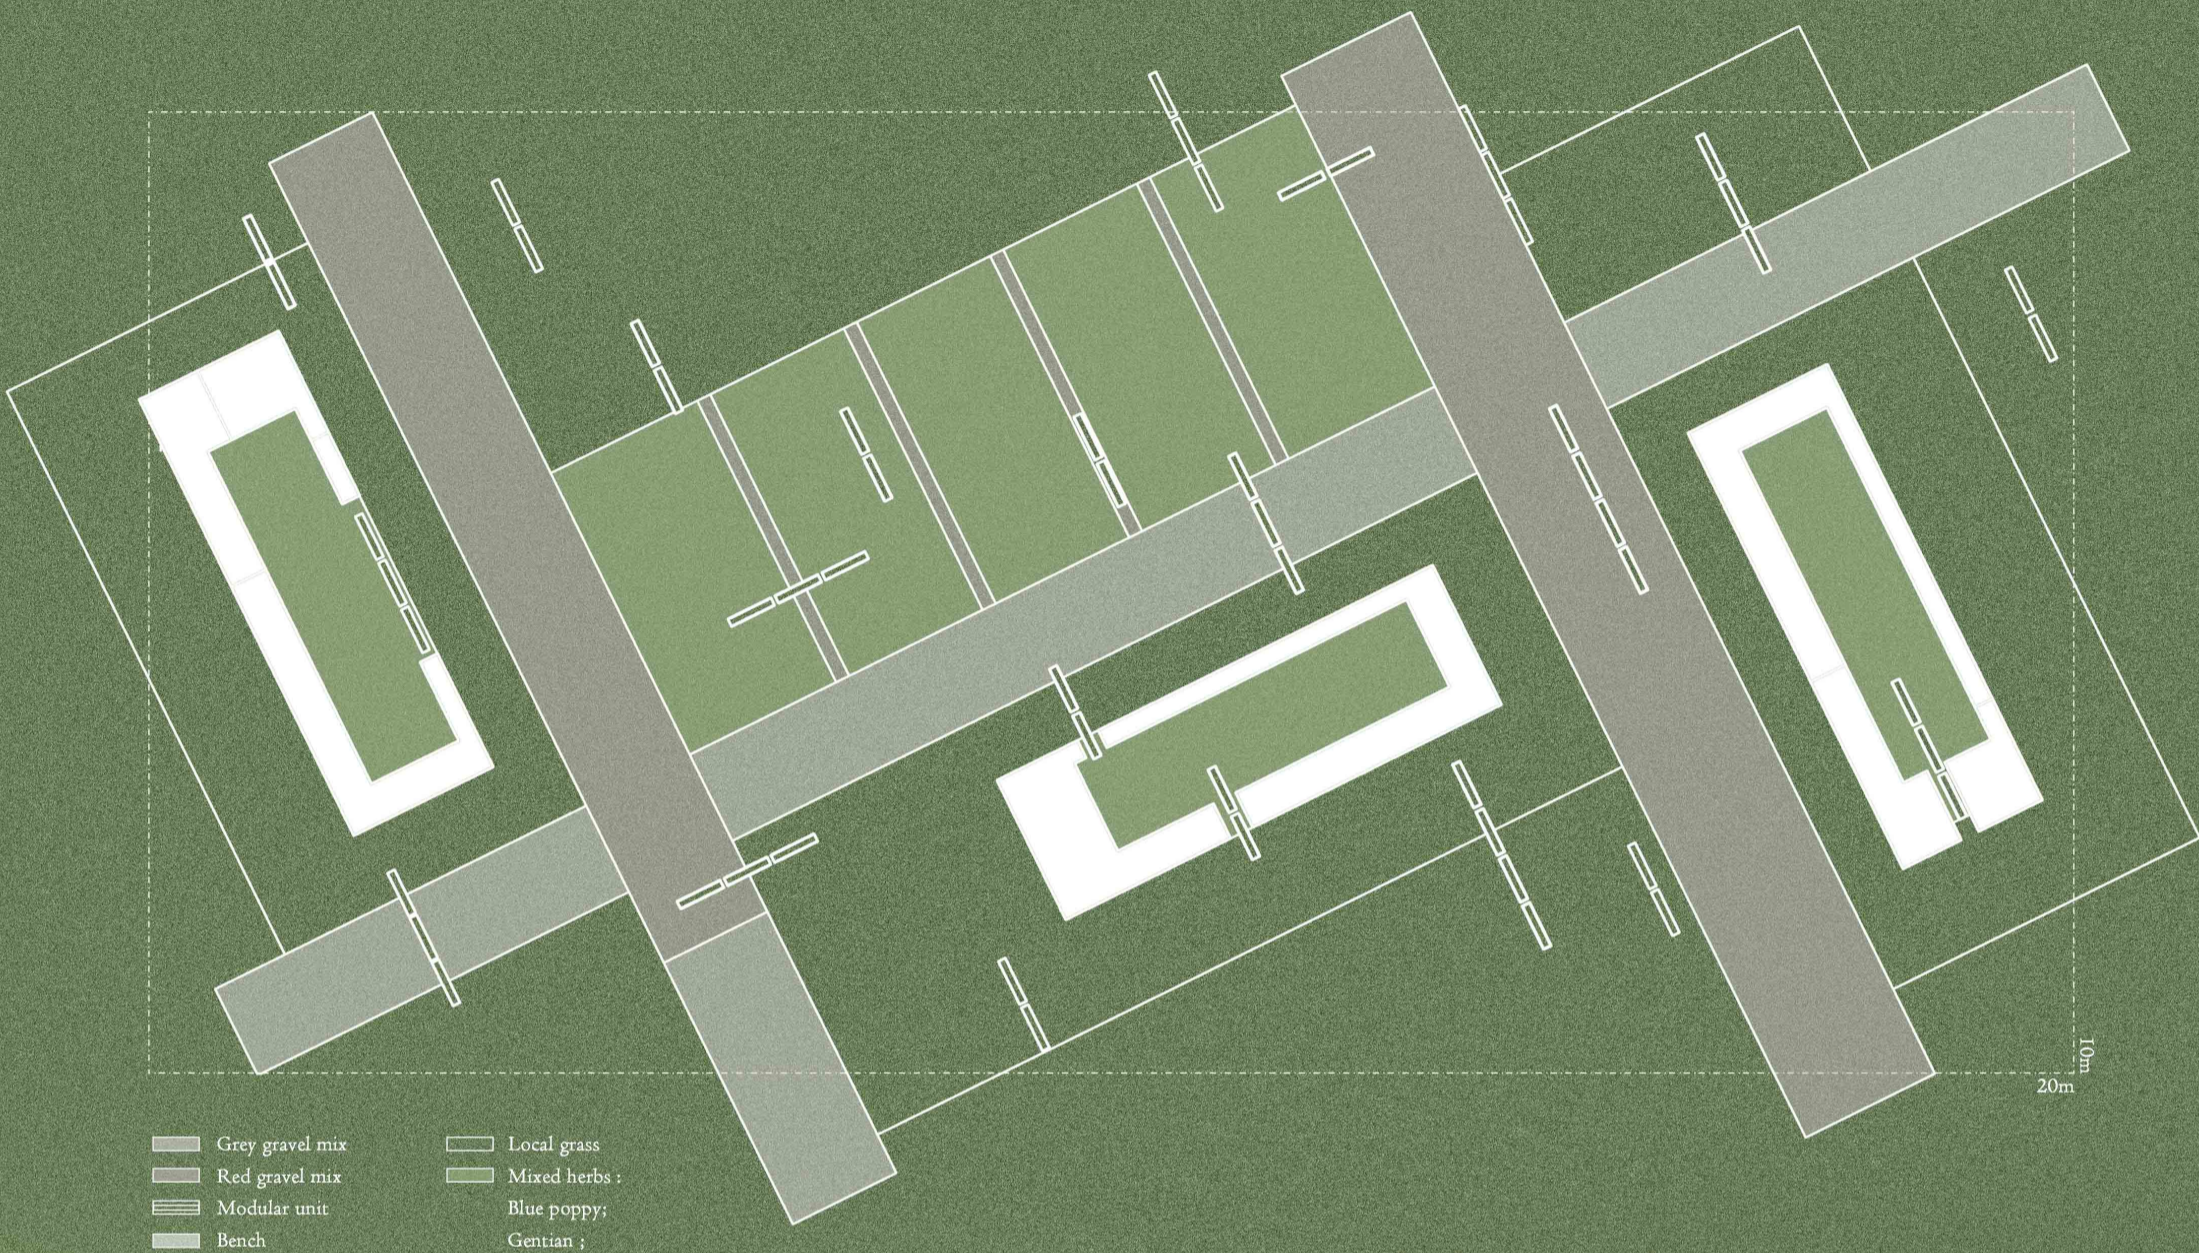 10m
20m
Grey gravel mix
Red gravel mix
Modular unit
Bench
Local grass
Mixed herbs :
Blue poppy;
Gentian ;